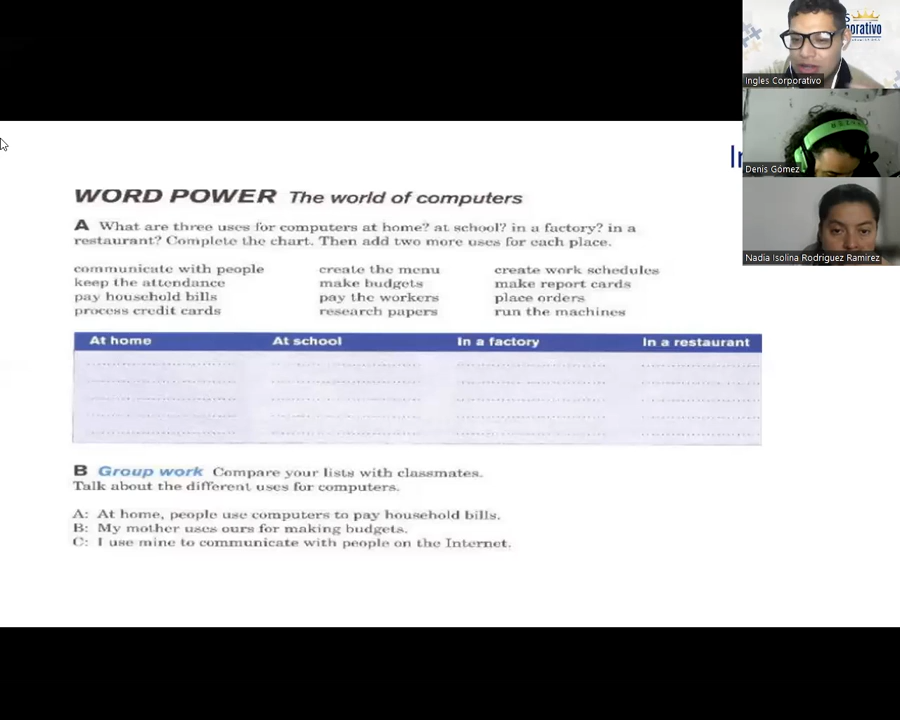 WORD POWER The world of computers
A What are three uses for computers at home? at school? in a factory? in a
restaurant? Complete the chart. Then add two more uses for each place.
communicate with people create the menu create work schedules
keep the attendance make budgets make report cards
pay household bills pay the workers place orders
process credit cards research papers run the machines
At home At school In a factory In a restaurant
B Group work Compare your lists with classmates.
Talk about the different uses for computers.
A: At home, people use computers to pay household bills.
B: My mother uses ours for making budgets.
C: I use mine to communicate with people on the Internet.
Ingles Corporativo
Denis Gómez
Nadia Isolina Rodriguez Ramirez